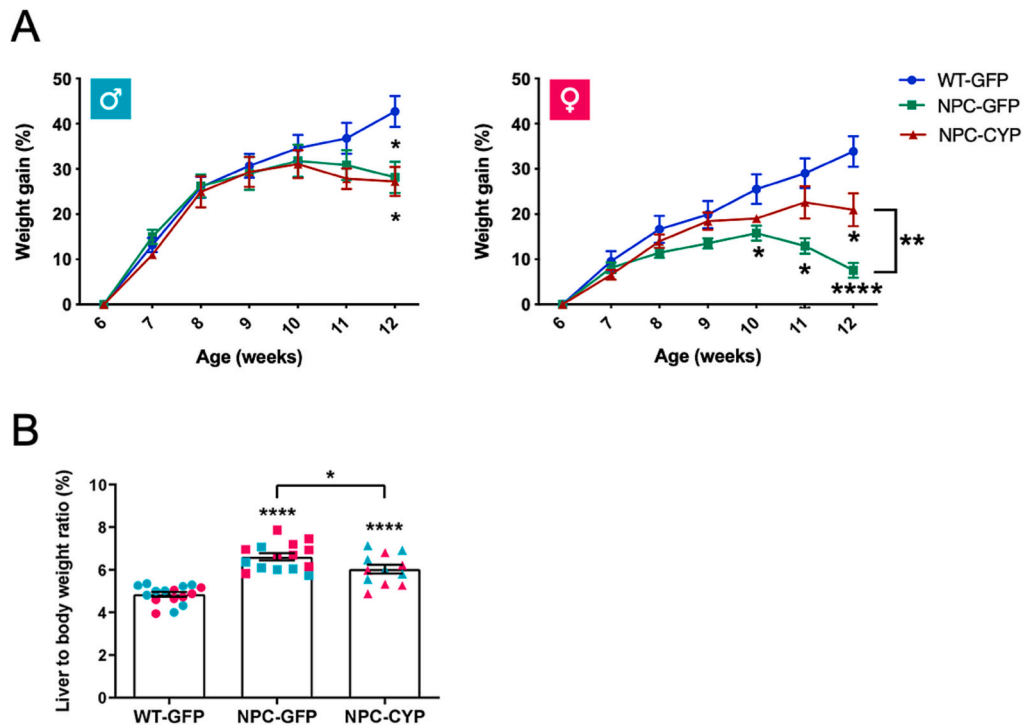 A
♂
Weight gain (%)
50
40
30
20
10
0
*
*
6 7 8 9 10 11 12
Age (weeks)
♀
Weight gain (%)
50
40
30
20
10
0
*
*
*
****
**
6 7 8 9 10 11 12
Age (weeks)
WT-GFP
NPC-GFP
NPC-CYP
B
Liver to body weight ratio (%)
10
8
6
4
2
0
*
****
****
WT-GFP NPC-GFP NPC-CYP